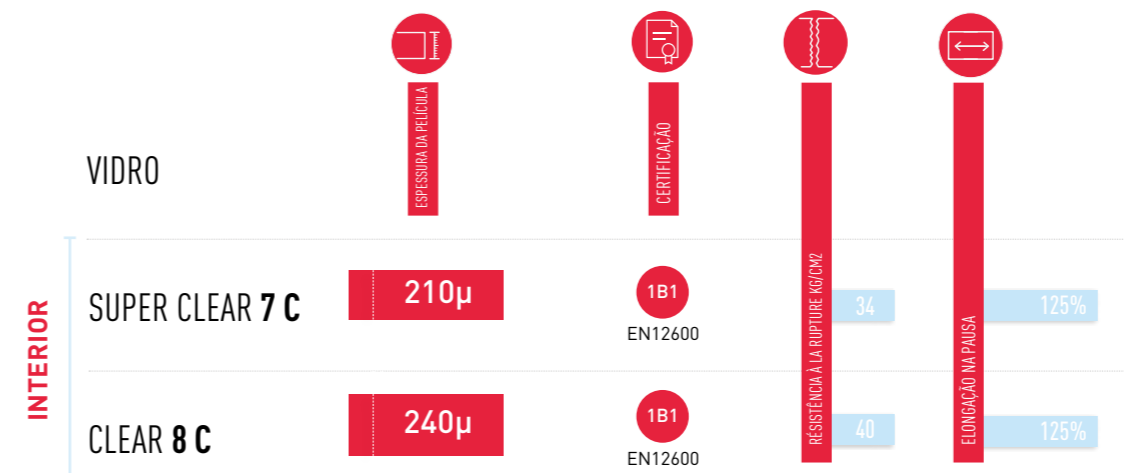 ESPESSURA DA PELÍCULA
CERTIFICAÇÃO
RÉSISTÊNCIA À LA RUPTURE KG/CM2
ELONGAÇÃO NA PAUSA
VIDRO
INTERIOR
SUPER CLEAR 7 C
210µ
1B1
EN12600
34
125%
CLEAR 8 C
240µ
1B1
EN12600
40
125%